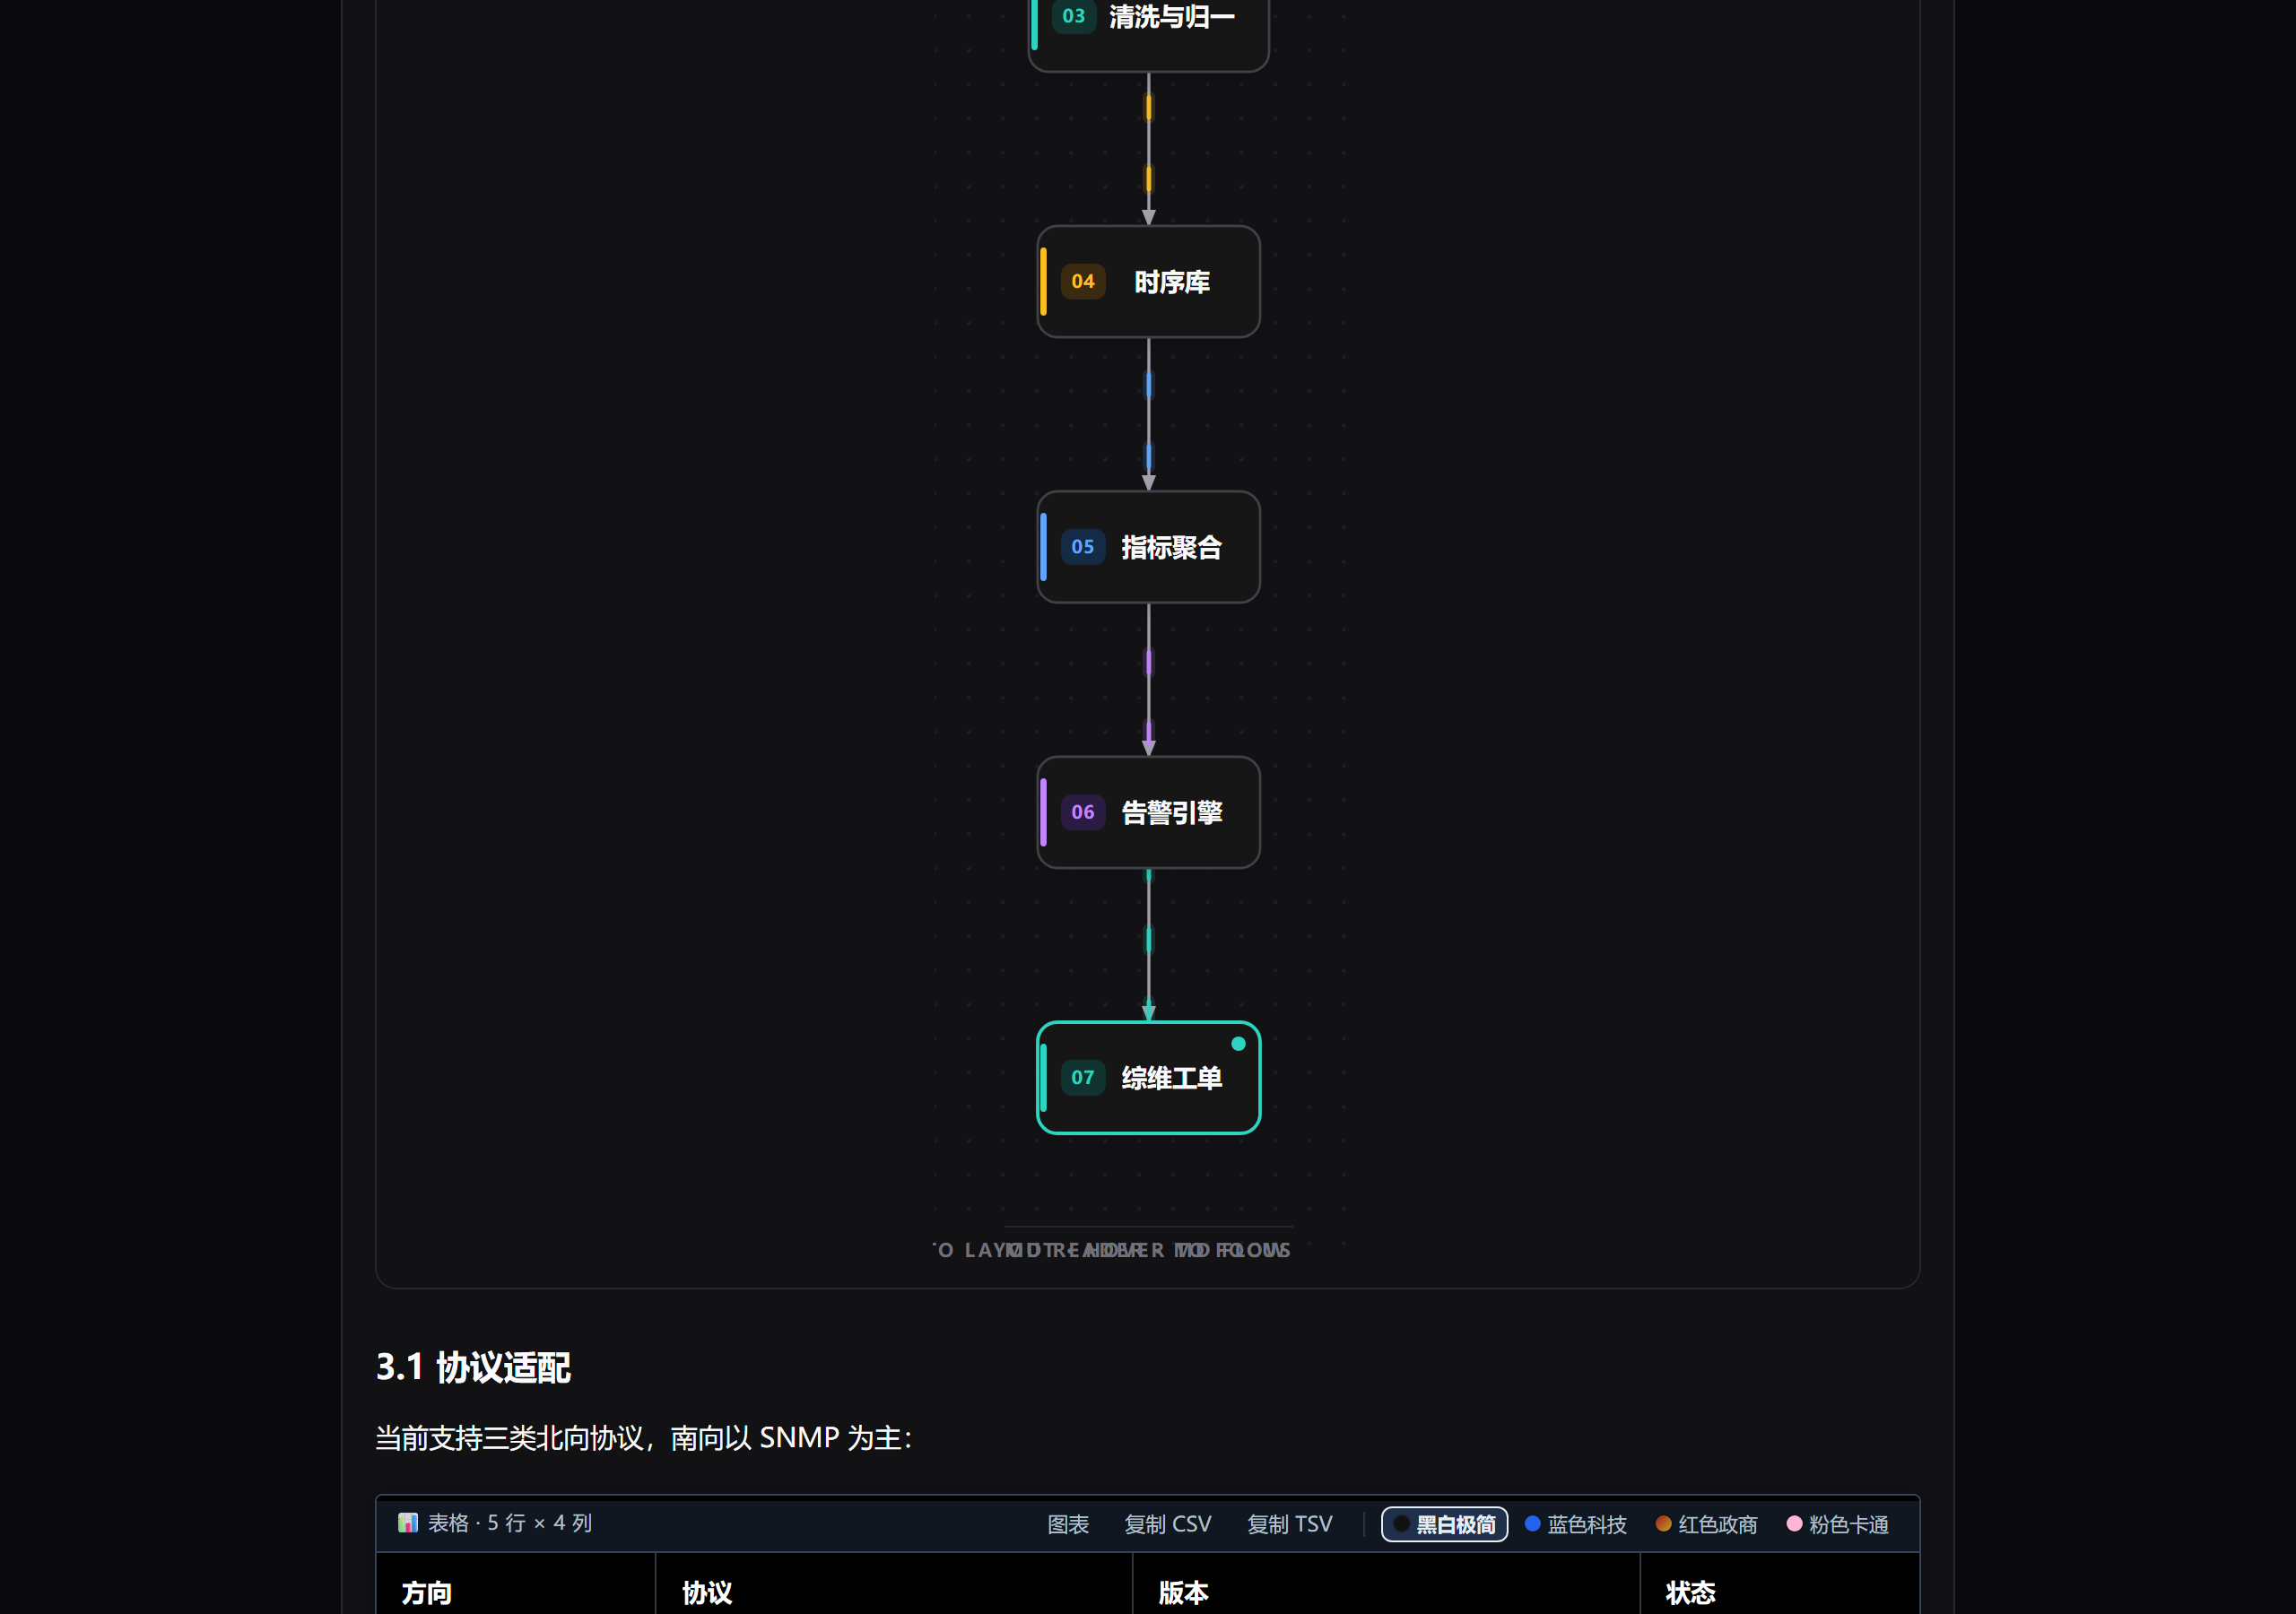 03 清洗与归一
04 时序库
05 指标聚合
06 告警引擎
07 综维工单
3.1 协议适配
当前支持三类北向协议，南向以 SNMP 为主：
表格 · 5 行 × 4 列 图表 复制 CSV 复制 TSV 黑白极简 蓝色科技 红色政商 粉色卡通
方向 协议 版本 状态